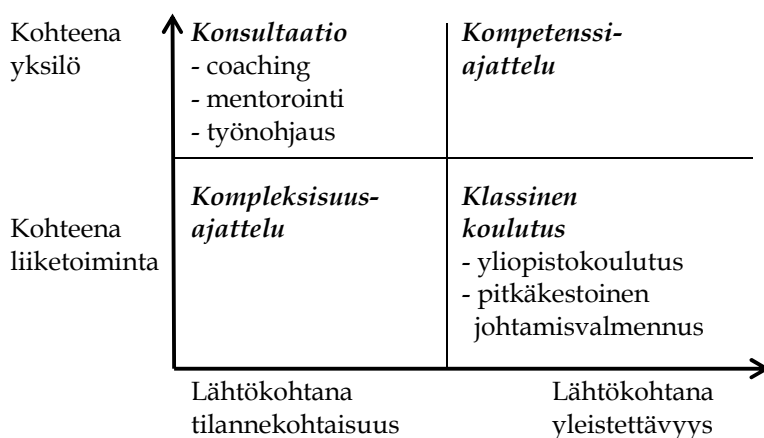 Kohteena
yksilö
Konsultaatio
- coaching
- mentorointi
- työnohjaus
Kompetenssi-
ajattelu
Kohteena
liiketoiminta
Kompleksisuus-
ajattelu
Klassinen
koulutus
- yliopistokoulutus
- pitkäkestoinen
johtamisvalmennus
Lähtökohtana
tilannekohtaisuus
Lähtökohtana
yleistettävyys